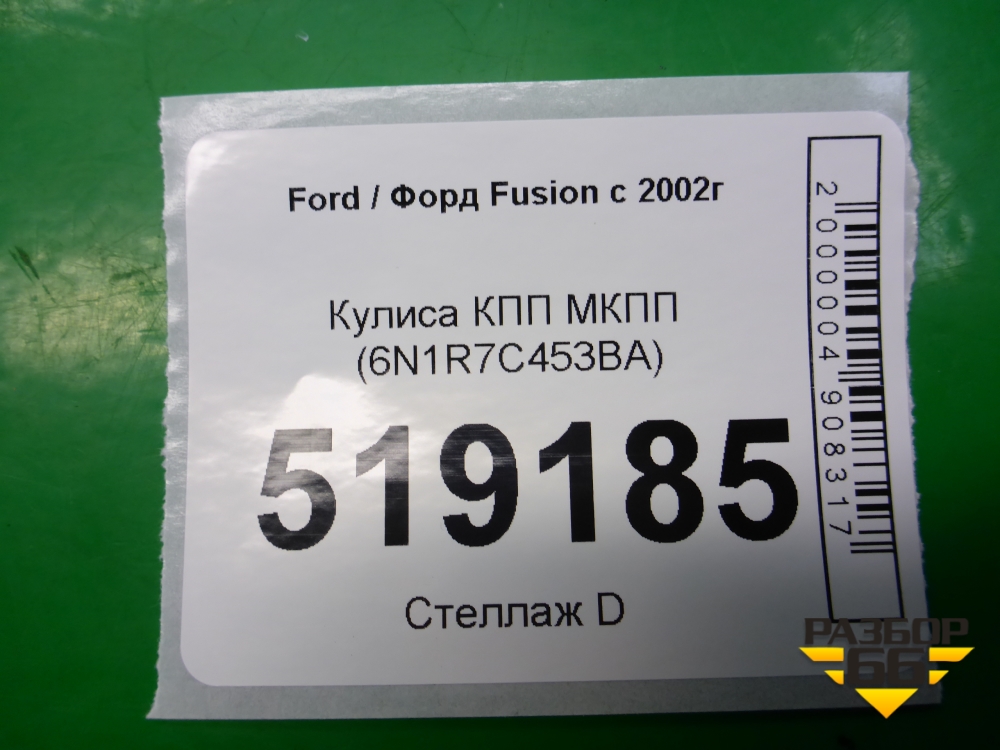 Ford / Форд Fusion с 2002г
Кулиса КПП МКПП
(6N1R7C453BA)
519185
Стеллаж D
2000004908317
РАЗБОР
66